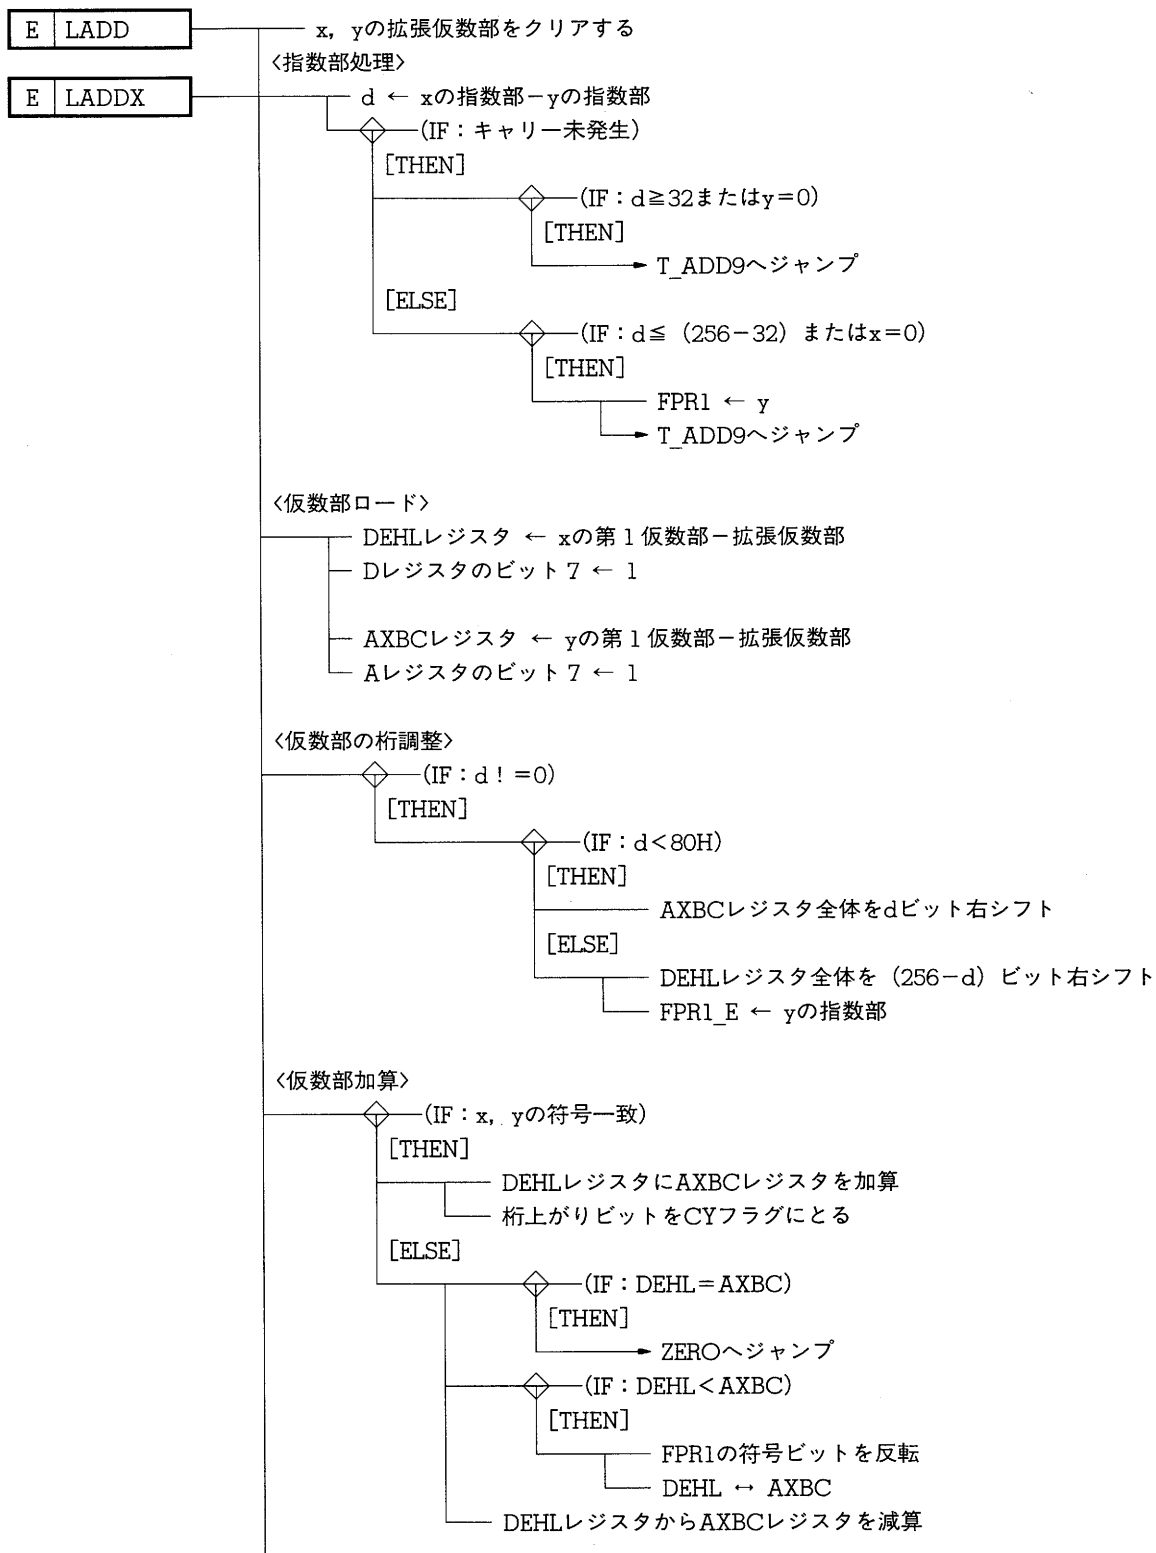 E LADD x, yの拡張仮数部をクリアする
〈指数部処理〉
E LADDX d ← xの指数部−yの指数部
(IF：キャリー未発生)
[THEN]
(IF：d≧32またはy＝0)
[THEN]
T_ADD9へジャンプ
[ELSE]
(IF：d≦（256−32）またはx＝0)
[THEN]
FPR1 ← y
T_ADD9へジャンプ
〈仮数部ロード〉
DEHLレジスタ ← xの第1仮数部−拡張仮数部
Dレジスタのビット7 ← 1
AXBCレジスタ ← yの第1仮数部−拡張仮数部
Aレジスタのビット7 ← 1
〈仮数部の桁調整〉
(IF：d！＝0)
[THEN]
(IF：d＜80H)
[THEN]
AXBCレジスタ全体をdビット右シフト
[ELSE]
DEHLレジスタ全体を（256−d）ビット右シフト
FPR1_E ← yの指数部
〈仮数部加算〉
(IF：x, yの符号一致)
[THEN]
DEHLレジスタにAXBCレジスタを加算
桁上がりビットをCYフラグにとる
[ELSE]
(IF：DEHL＝AXBC)
[THEN]
ZEROへジャンプ
(IF：DEHL＜AXBC)
[THEN]
FPR1の符号ビットを反転
DEHL ↔ AXBC
DEHLレジスタからAXBCレジスタを減算